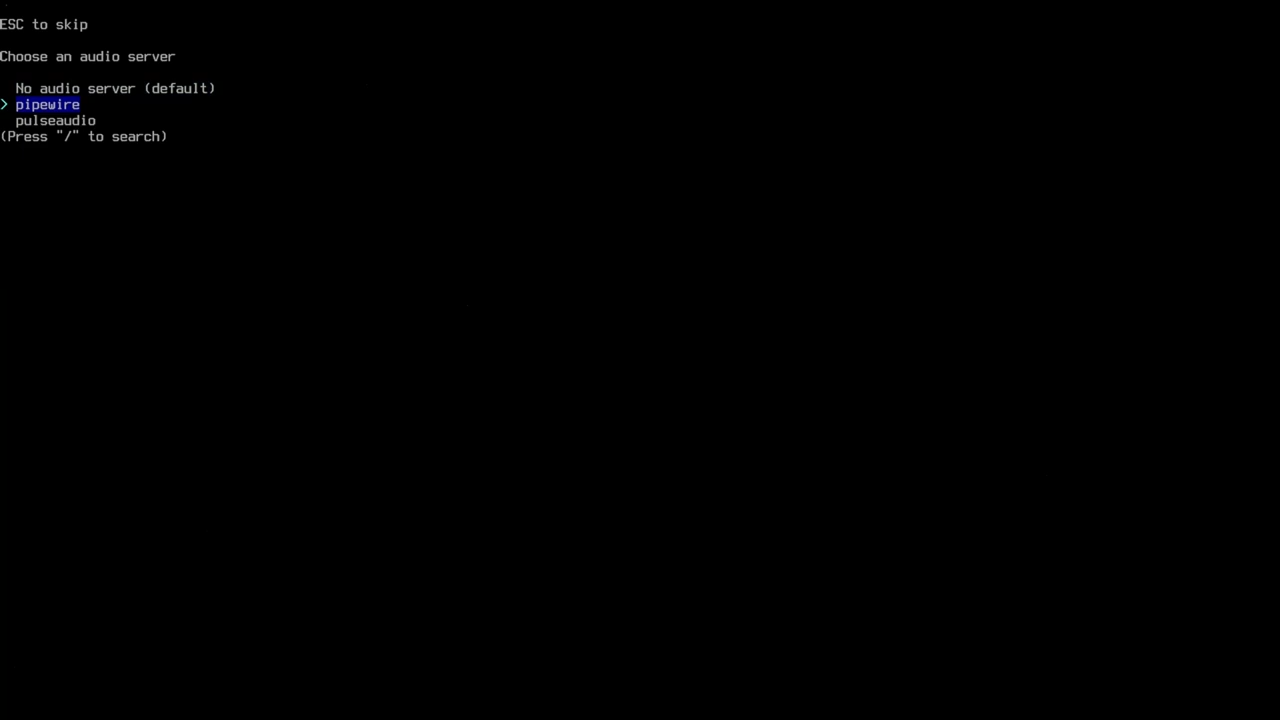 ESC to skip
Choose an audio server
No audio server (default)
> pipewire
pulseaudio
(Press "/" to search)